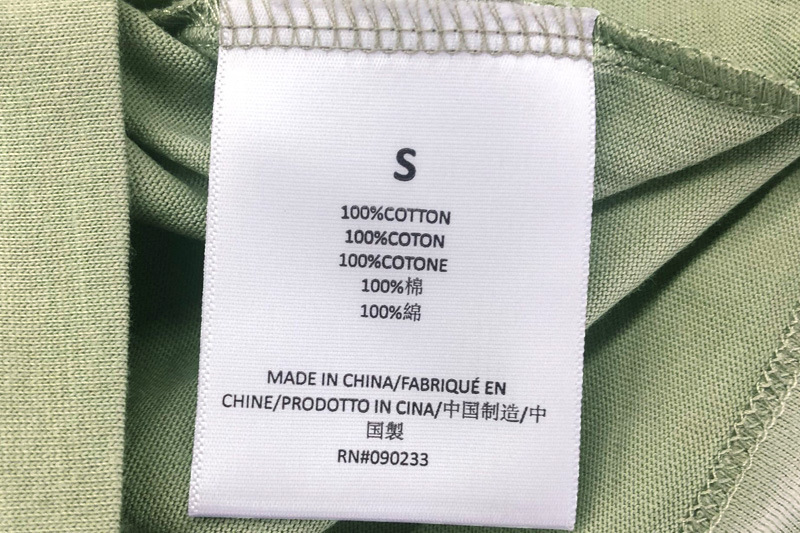 S
100%COTTON
100%COTON
100%COTONE
100%棉
100%綿
MADE IN CHINA/FABRIQUÉ EN
CHINE/PRODOTTO IN CINA/中国制造/中
国製
RN#090233